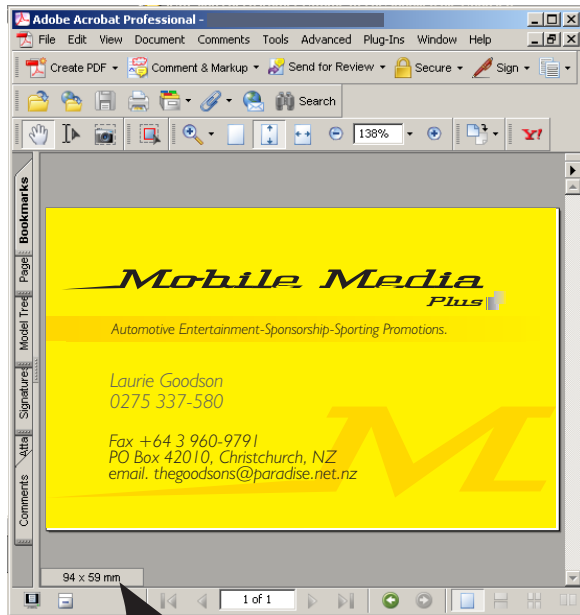 Adobe Acrobat Professional -
File Edit View Document Comments Tools Advanced Plug-Ins Window Help
Create PDF Comment & Markup Send for Review Secure Sign
Search
138%
Y!
Bookmarks
Page
Model Tree
Signatures
Atta
Comments
Mobile Media
Plus
Automotive Entertainment-Sponsorship-Sporting Promotions.
Laurie Goodson
0275 337-580
Fax +64 3 960-9791
PO Box 42010, Christchurch, NZ
email. thegoodsons@paradise.net.nz
M
94 x 59 mm
1 of 1